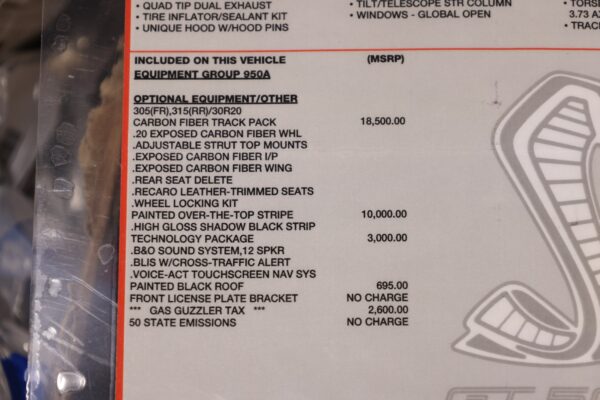 • QUAD TIP DUAL EXHAUST
• TIRE INFLATOR/SEALANT KIT
• UNIQUE HOOD W/HOOD PINS
• TILT/TELESCOPE STR COLUMN
• WINDOWS - GLOBAL OPEN
3.73
INCLUDED ON THIS VEHICLE (MSRP)
EQUIPMENT GROUP 950A
OPTIONAL EQUIPMENT/OTHER
305(FR),315(RR)/30R20
CARBON FIBER TRACK PACK 18,500.00
.20 EXPOSED CARBON FIBER WHL
.ADJUSTABLE STRUT TOP MOUNTS
.EXPOSED CARBON FIBER I/P
.EXPOSED CARBON FIBER WING
.REAR SEAT DELETE
.RECARO LEATHER-TRIMMED SEATS
.WHEEL LOCKING KIT
PAINTED OVER-THE-TOP STRIPE 10,000.00
.HIGH GLOSS SHADOW BLACK STRIP
TECHNOLOGY PACKAGE 3,000.00
.B&O SOUND SYSTEM,12 SPKR
.BLIS W/CROSS-TRAFFIC ALERT
.VOICE-ACT TOUCHSCREEN NAV SYS
PAINTED BLACK ROOF 695.00
FRONT LICENSE PLATE BRACKET NO CHARGE
*** GAS GUZZLER TAX *** 2,600.00
50 STATE EMISSIONS NO CHARGE